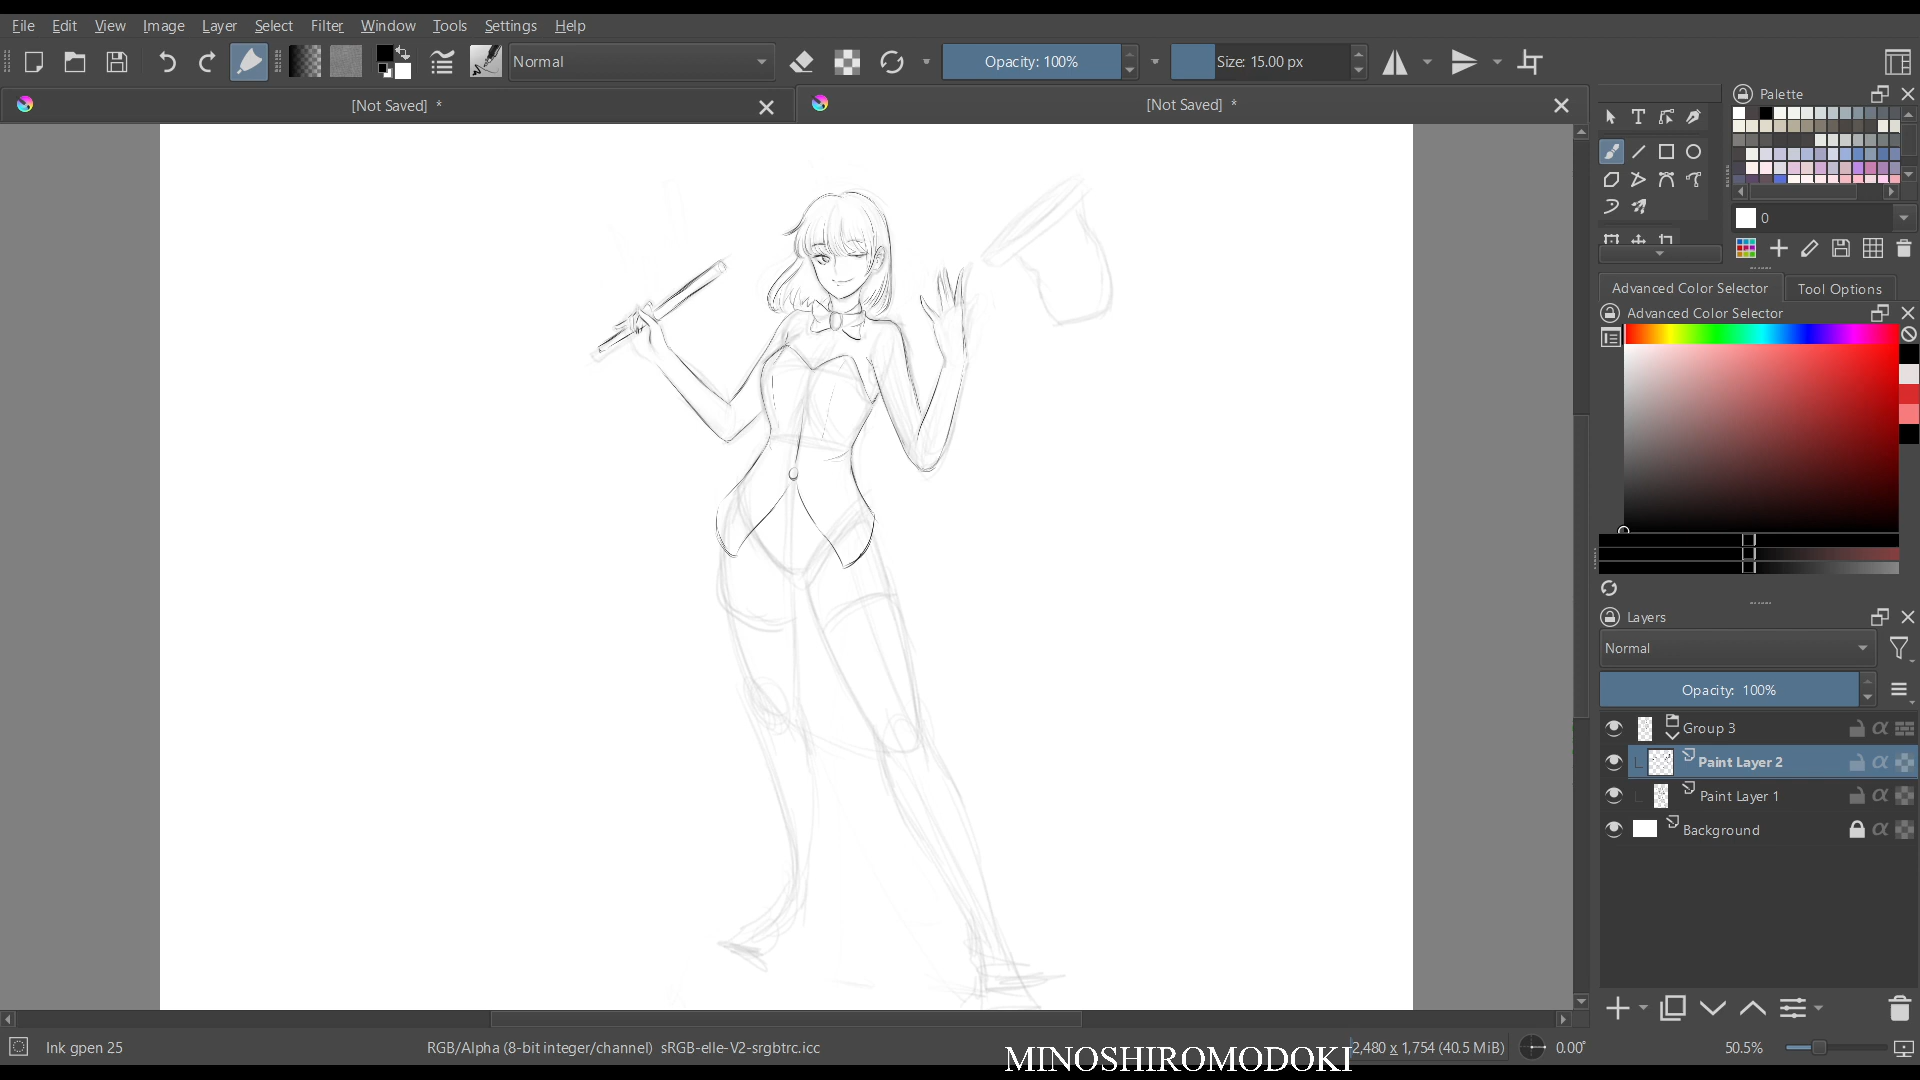 File Edit View Image Layer Select Filter Window Tools Settings Help
Normal Opacity: 100% Size: 15.00 px
[Not Saved] * [Not Saved] *
Palette
0
Advanced Color Selector Tool Options
Advanced Color Selector
Layers
Normal
Opacity: 100%
Group 3
Paint Layer 2
Paint Layer 1
Background
Ink gpen 25 RGB/Alpha (8-bit integer/channel) sRGB-elle-V2-srgbtrc.icc 2,480 x 1,754 (40.5 MiB) 0.00° 50.5%
MINOSHIROMODOKI